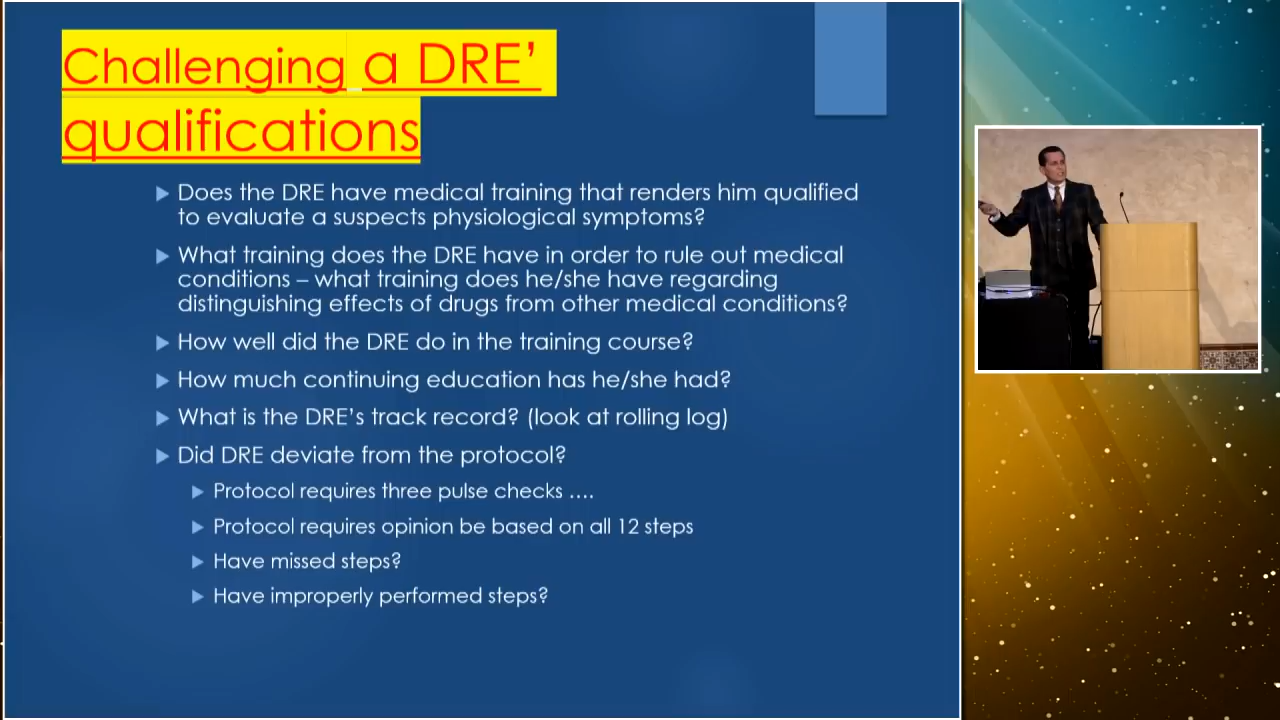 Challenging a DRE’
qualifications
Does the DRE have medical training that renders him qualified
to evaluate a suspects physiological symptoms?
What training does the DRE have in order to rule out medical
conditions – what training does he/she have regarding
distinguishing effects of drugs from other medical conditions?
How well did the DRE do in the training course?
How much continuing education has he/she had?
What is the DRE’s track record? (look at rolling log)
Did DRE deviate from the protocol?
Protocol requires three pulse checks ....
Protocol requires opinion be based on all 12 steps
Have missed steps?
Have improperly performed steps?